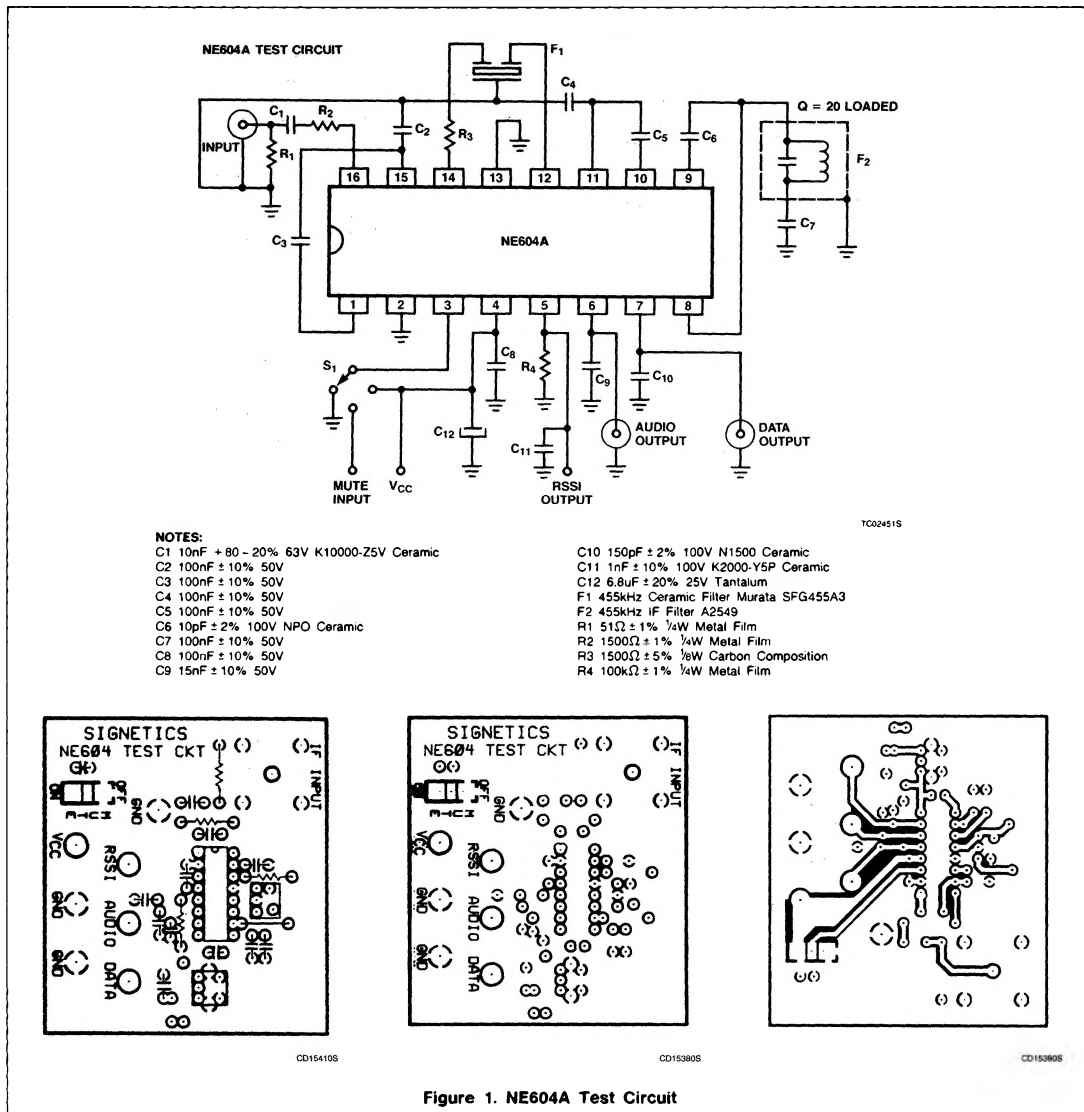 NE604A TEST CIRCUIT
F1
C4
Q = 20 LOADED
C1
R2
C2
R3
C5
C6
F2
INPUT
R1
16
15
14
13
12
11
10
9
C7
C3
NE604A
1
2
3
4
5
6
7
8
S1
C8
R4
C9
C10
C12
C11
AUDIO
OUTPUT
DATA
OUTPUT
MUTE
INPUT
VCC
RSSI
OUTPUT
TC02451S
NOTES:
C1 10nF +80 - 20% 63V K10000-Z5V Ceramic
C2 100nF ± 10% 50V
C3 100nF ± 10% 50V
C4 100nF ± 10% 50V
C5 100nF ± 10% 50V
C6 10pF ± 2% 100V NPO Ceramic
C7 100nF ± 10% 50V
C8 100nF ± 10% 50V
C9 15nF ± 10% 50V
C10 150pF ± 2% 100V N1500 Ceramic
C11 1nF ± 10% 100V K2000-Y5P Ceramic
C12 6.8uF ± 20% 25V Tantalum
F1 455kHz Ceramic Filter Murata SFG455A3
F2 455kHz IF Filter A2549
R1 51Ω ± 1% 1/4W Metal Film
R2 1500Ω ± 1% 1/4W Metal Film
R3 1500Ω ± 5% 1/8W Carbon Composition
R4 100kΩ ± 1% 1/4W Metal Film
SIGNETICS
NE604 TEST CKT
IF INPUT
ON
OFF
MUTE
GND
VCC
RSSI
GND
AUDIO
GND
DATA
CD15410S
SIGNETICS
NE604 TEST CKT
IF INPUT
OFF
MUTE
GND
VCC
RSSI
GND
AUDIO
GND
DATA
CD15380S
CD15390S
Figure 1. NE604A Test Circuit